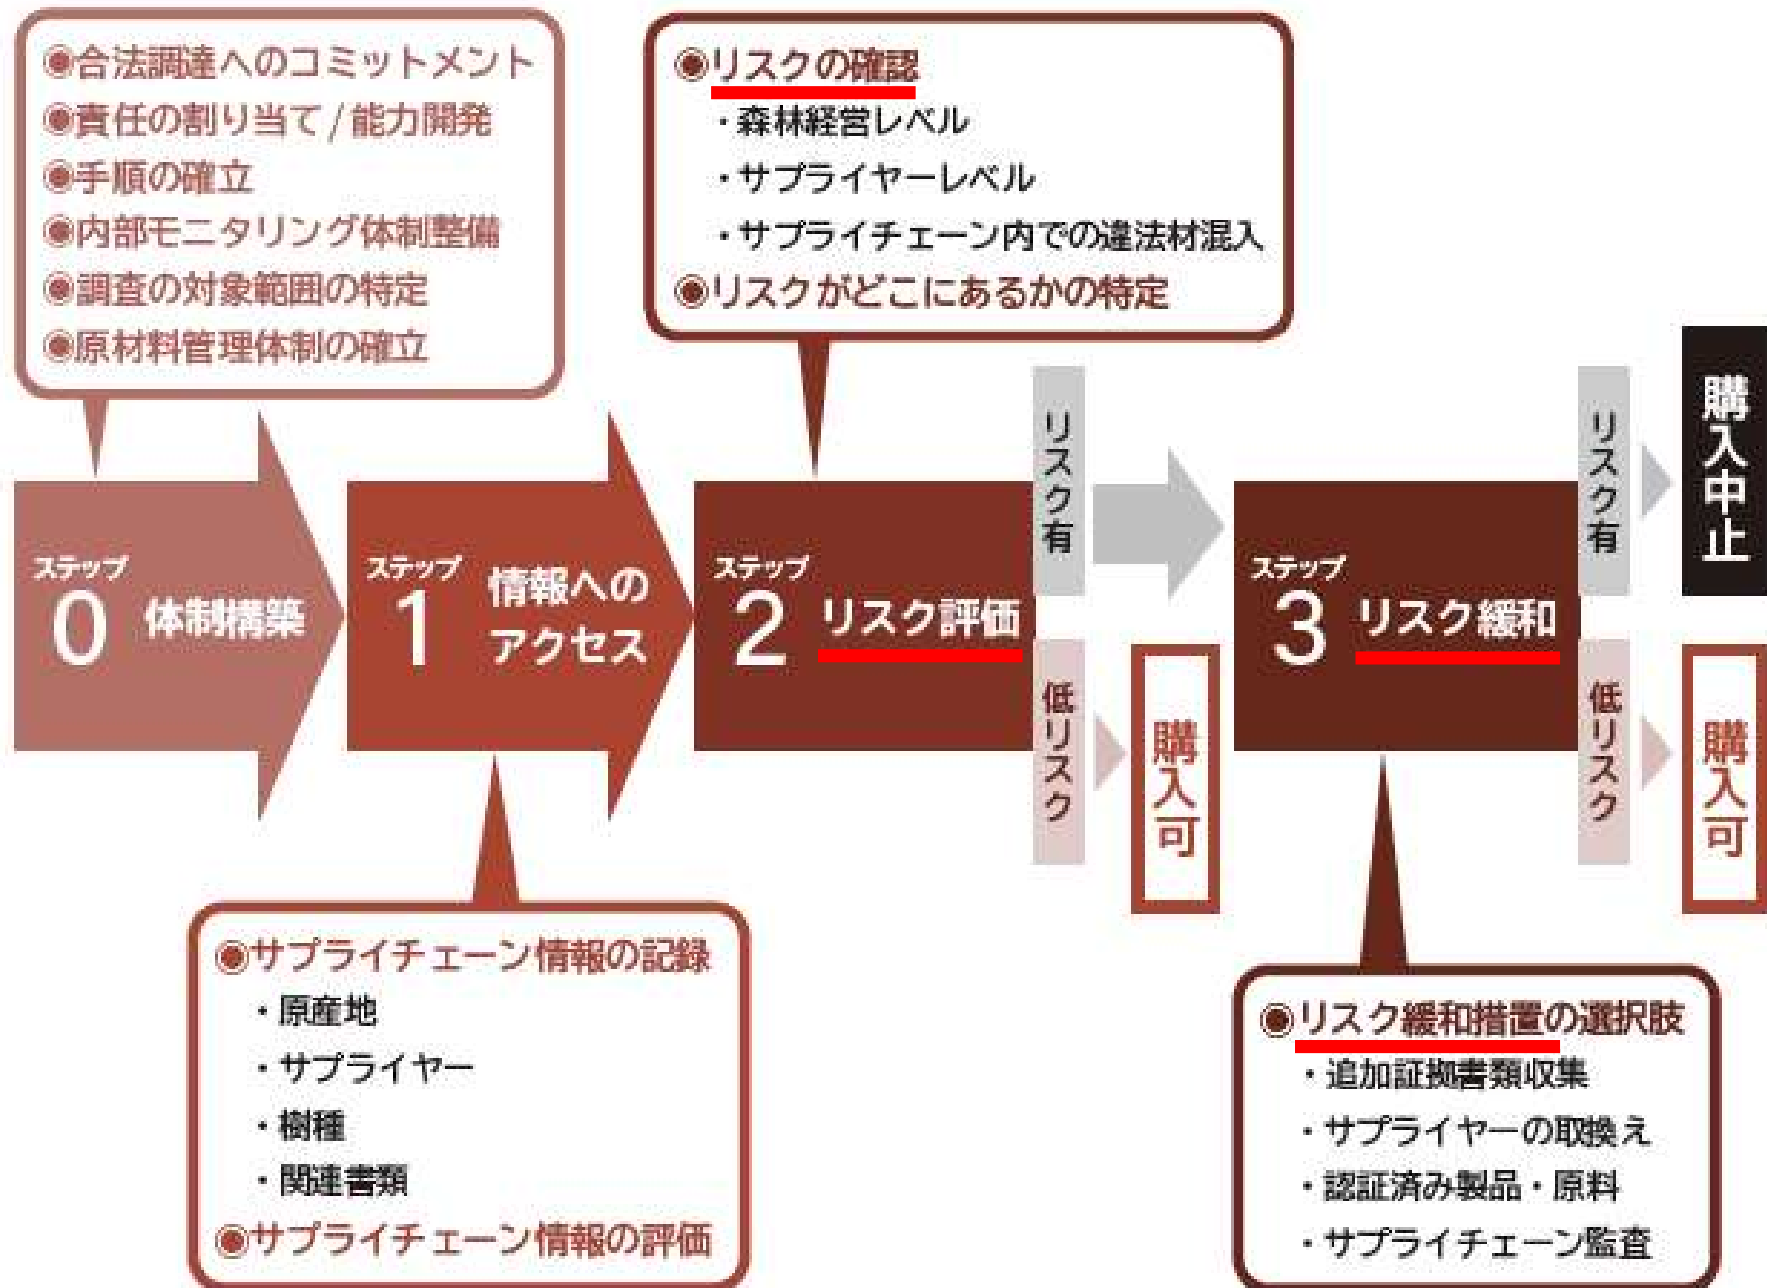 ◉合法調達へのコミットメント
◉責任の割り当て/能力開発
◉手順の確立
◉内部モニタリング体制整備
◉調査の対象範囲の特定
◉原材料管理体制の確立
◉リスクの確認
・森林経営レベル
・サプライヤーレベル
・サプライチェーン内での違法材混入
◉リスクがどこにあるかの特定
ステップ
0 体制構築
ステップ
1 情報への
アクセス
ステップ
2 リスク評価
リスク有
低リスク
購入可
ステップ
3 リスク緩和
リスク有
購入中止
低リスク
購入可
◉サプライチェーン情報の記録
・原産地
・サプライヤー
・樹種
・関連書類
◉サプライチェーン情報の評価
◉リスク緩和措置の選択肢
・追加証拠書類収集
・サプライヤーの取換え
・認証済み製品・原料
・サプライチェーン監査